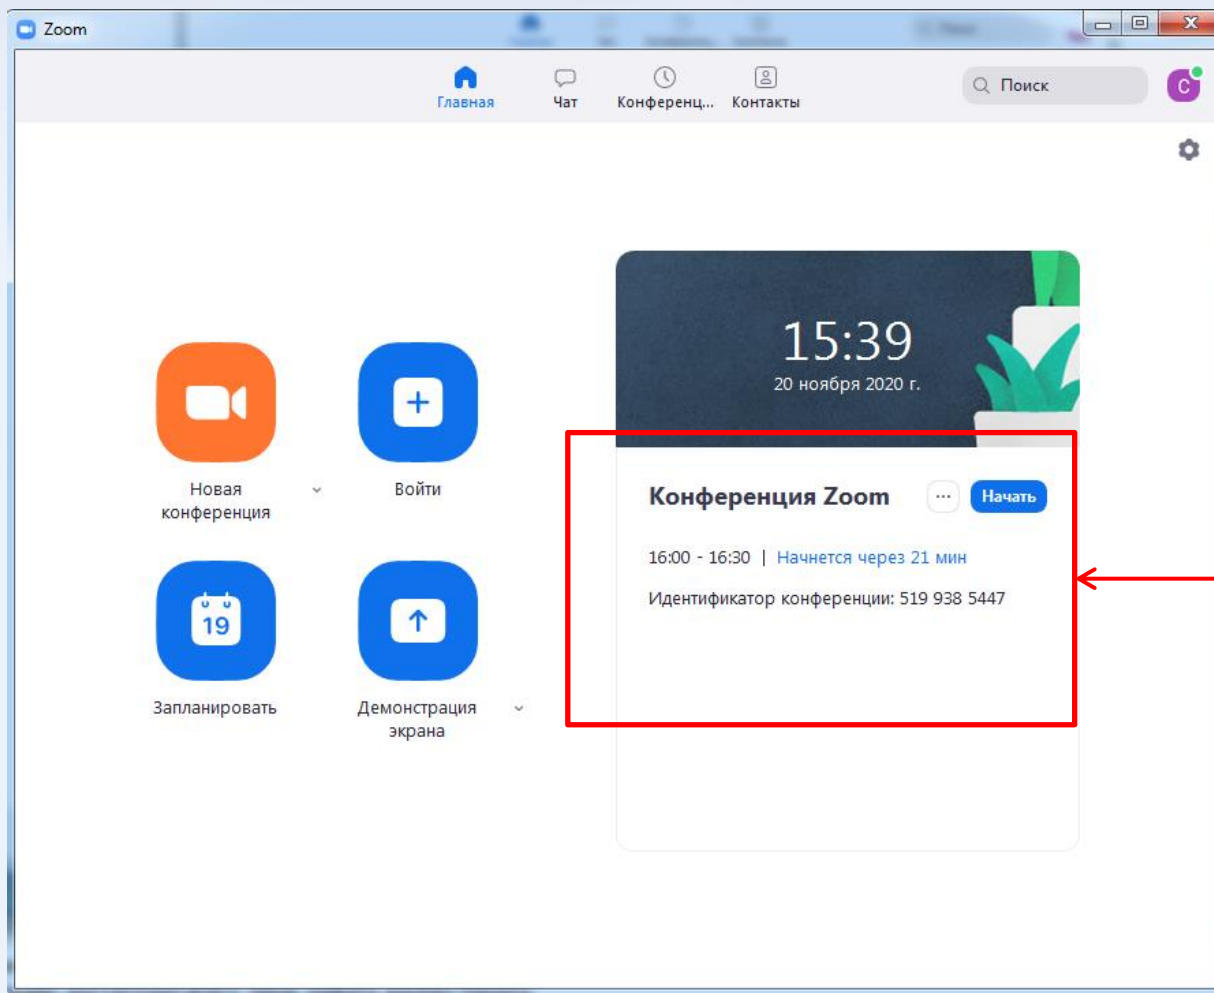 Zoom
Главная
Чат
Конференц...
Контакты
Поиск
C
15:39
20 ноября 2020 г.
Новая
конференция
Войти
19
Запланировать
Демонстрация
экрана
Конференция Zoom
...
Начать
16:00 - 16:30 | Начнется через 21 мин
Идентификатор конференции: 519 938 5447